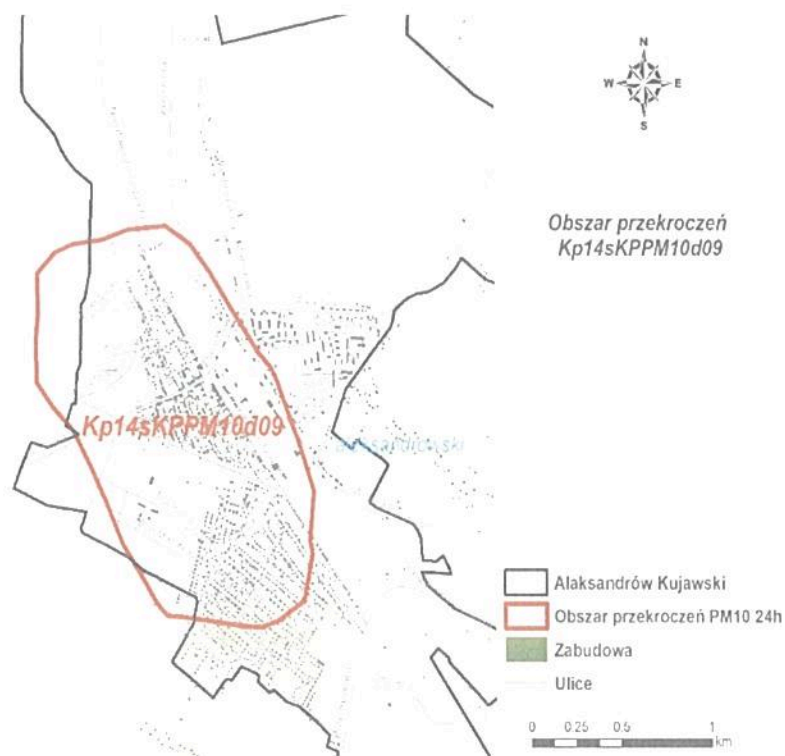 N
W E
S
Obszar przekroczeń
Kp14sKPPM10d09
Kp14sKPPM10d09
aleksandrowski
Alaksandrów Kujawski
Obszar przekroczeń PM10 24h
Zabudowa
Ulice
0 0.25 0.5 1
km